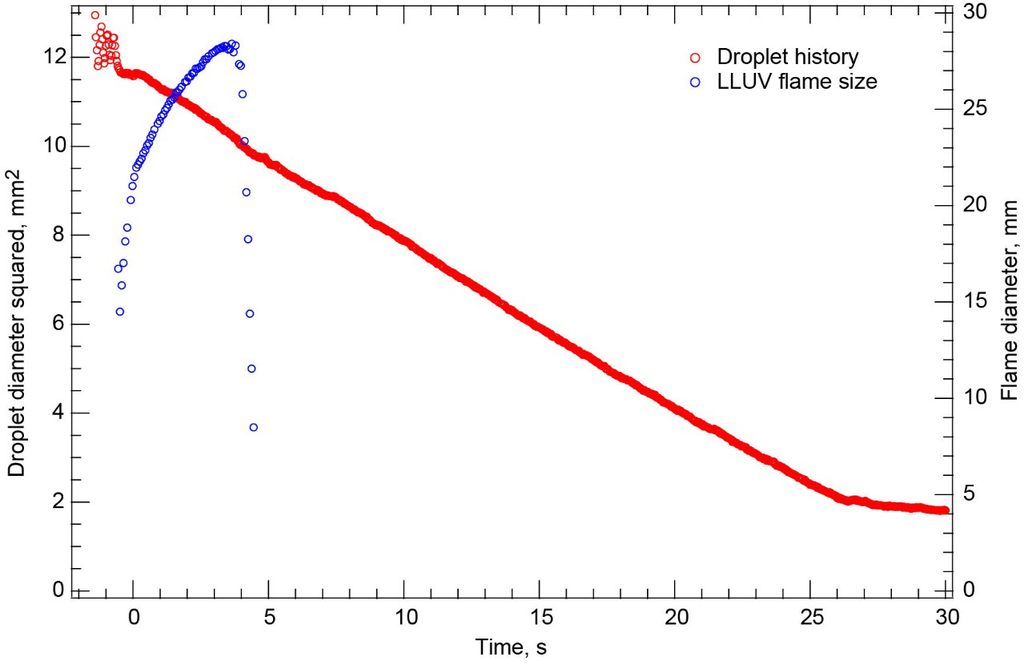 Droplet history
LLUV flame size
Droplet diameter squared, mm2
12
10
8
6
4
2
0
30
25
20
15
10
5
0
Flame diameter, mm
0 5 10 15 20 25 30
Time, s